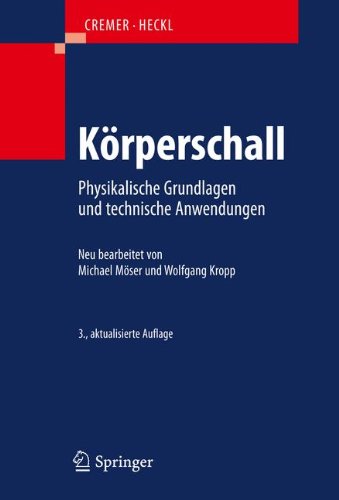 CREMER · HECKL
Körperschall
Physikalische Grundlagen
und technische Anwendungen
Neu bearbeitet von
Michael Möser und Wolfgang Kropp
3., aktualisierte Auflage
Springer